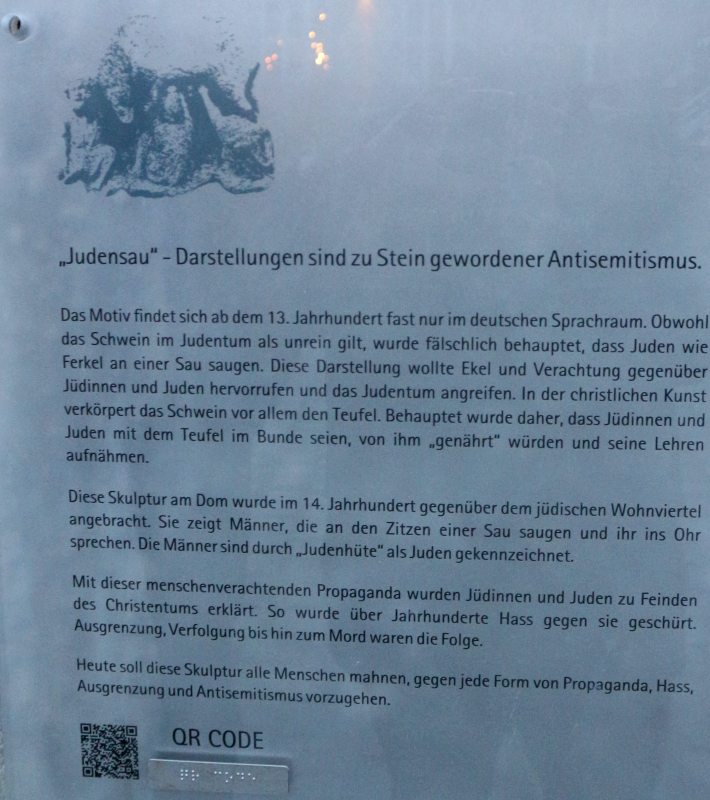 „Judensau“ - Darstellungen sind zu Stein gewordener Antisemitismus.
Das Motiv findet sich ab dem 13. Jahrhundert fast nur im deutschen Sprachraum. Obwohl
das Schwein im Judentum als unrein gilt, wurde fälschlich behauptet, dass Juden wie
Ferkel an einer Sau saugen. Diese Darstellung wollte Ekel und Verachtung gegenüber
Jüdinnen und Juden hervorrufen und das Judentum angreifen. In der christlichen Kunst
verkörpert das Schwein vor allem den Teufel. Behauptet wurde daher, dass Jüdinnen und
Juden mit dem Teufel im Bunde seien, von ihm „genährt“ würden und seine Lehren
aufnähmen.
Diese Skulptur am Dom wurde im 14. Jahrhundert gegenüber dem jüdischen Wohnviertel
angebracht. Sie zeigt Männer, die an den Zitzen einer Sau saugen und ihr ins Ohr
sprechen. Die Männer sind durch „Judenhüte“ als Juden gekennzeichnet.
Mit dieser menschenverachtenden Propaganda wurden Jüdinnen und Juden zu Feinden
des Christentums erklärt. So wurde über Jahrhunderte Hass gegen sie geschürt.
Ausgrenzung, Verfolgung bis hin zum Mord waren die Folge.
Heute soll diese Skulptur alle Menschen mahnen, gegen jede Form von Propaganda, Hass,
Ausgrenzung und Antisemitismus vorzugehen.
QR CODE